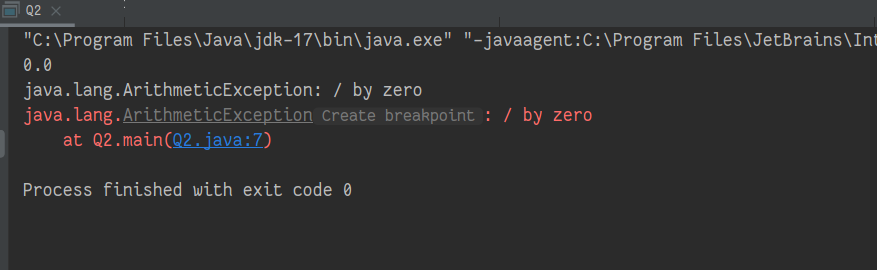 Q2
"C:\Program Files\Java\jdk-17\bin\java.exe" "-javaagent:C:\Program Files\JetBrains\Int
0.0
java.lang.ArithmeticException: / by zero
java.lang.ArithmeticException Create breakpoint : / by zero
at Q2.main(Q2.java:7)
Process finished with exit code 0